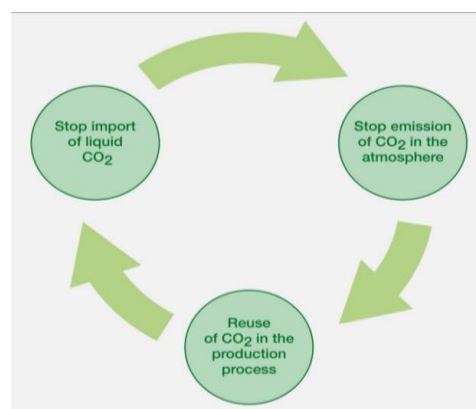 Stop import
of liquid
CO₂
Stop emission
of CO₂ in the
atmosphere
Reuse
of CO₂ in the
production
process